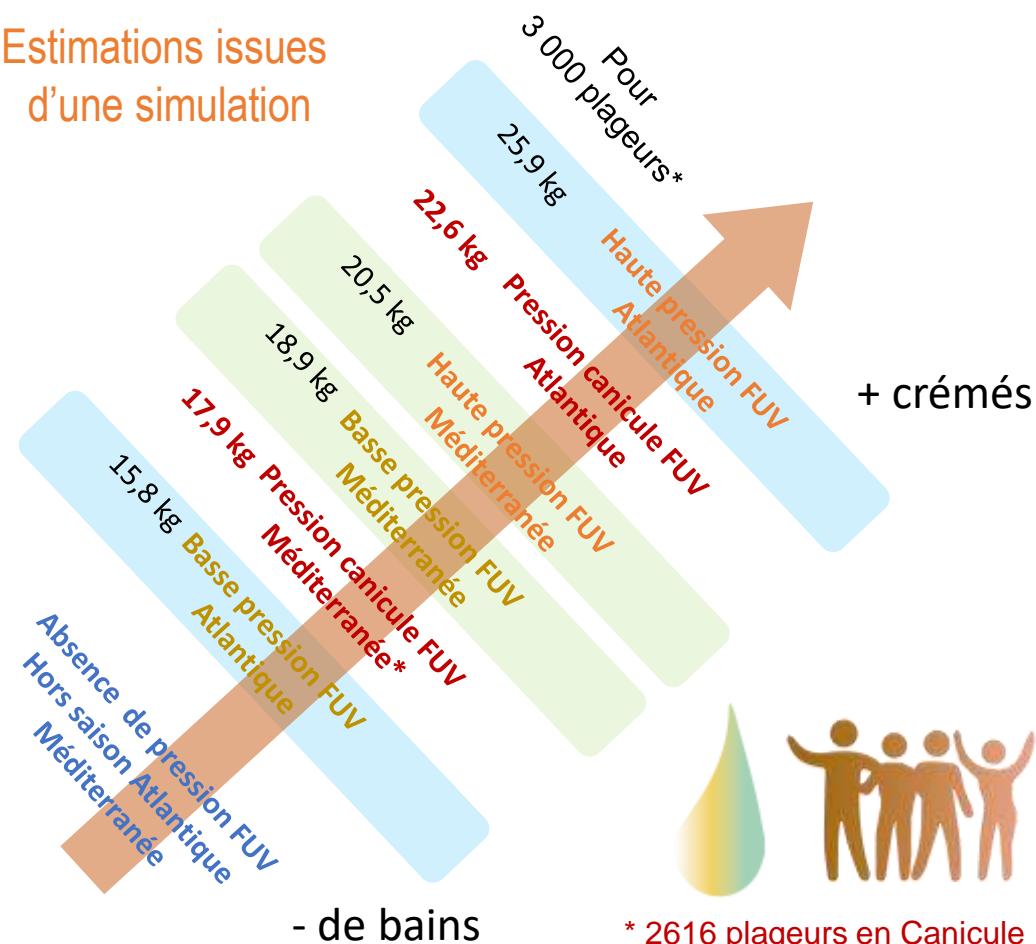 Estimations issues
d'une simulation
Pour
3 000 plageurs*
25,9 kg
Haute pression FUV
Atlantique
22,6 kg Pression canicule FUV
Atlantique
20,5 kg
Haute pression FUV
Méditerranée
18,9 kg Basse pression FUV
Méditerranée
17,9 kg Pression canicule FUV
Méditerranée*
15,8 kg Basse pression FUV
Atlantique
Absence de pression FUV
Hors saison Atlantique
Méditerranée
+ crémés
- de bains
* 2616 plageurs en Canicule